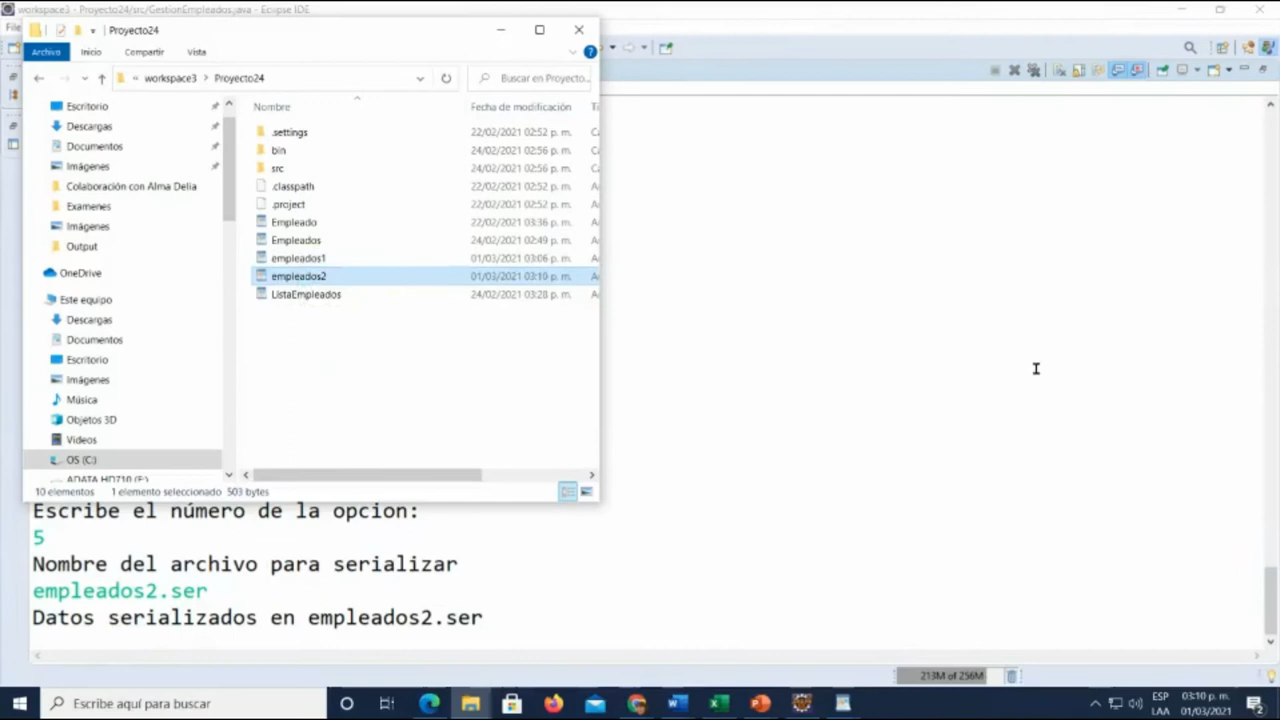 workspace3 - Proyecto24/src/GestionEmpleados.java - Eclipse IDE
Proyecto24
Archivo Inicio Compartir Vista
workspace3 Proyecto24
Buscar en Proyecto...
Nombre Fecha de modificación
Escritorio
Descargas
Documentos
Imágenes
Colaboración con Alma Delia
Examenes
Imágenes
Output
OneDrive
Este equipo
Descargas
Documentos
Escritorio
Imágenes
Música
Objetos 3D
Videos
OS (C:)
ADATA HD710 (E:)
.settings 22/02/2021 02:52 p. m.
bin 24/02/2021 02:56 p. m.
src 24/02/2021 02:56 p. m.
.classpath 22/02/2021 02:52 p. m.
.project 22/02/2021 02:52 p. m.
Empleado 22/02/2021 03:36 p. m.
Empleados 24/02/2021 02:49 p. m.
empleados1 01/03/2021 03:06 p. m.
empleados2 01/03/2021 03:10 p. m.
ListaEmpleados 24/02/2021 03:28 p. m.
10 elementos 1 elemento seleccionado 503 bytes
Escribe el número de la opcion:
5
Nombre del archivo para serializar
empleados2.ser
Datos serializados en empleados2.ser
213M of 256M
Escribe aquí para buscar
ESP
LAA
03:10 p. m.
01/03/2021
2